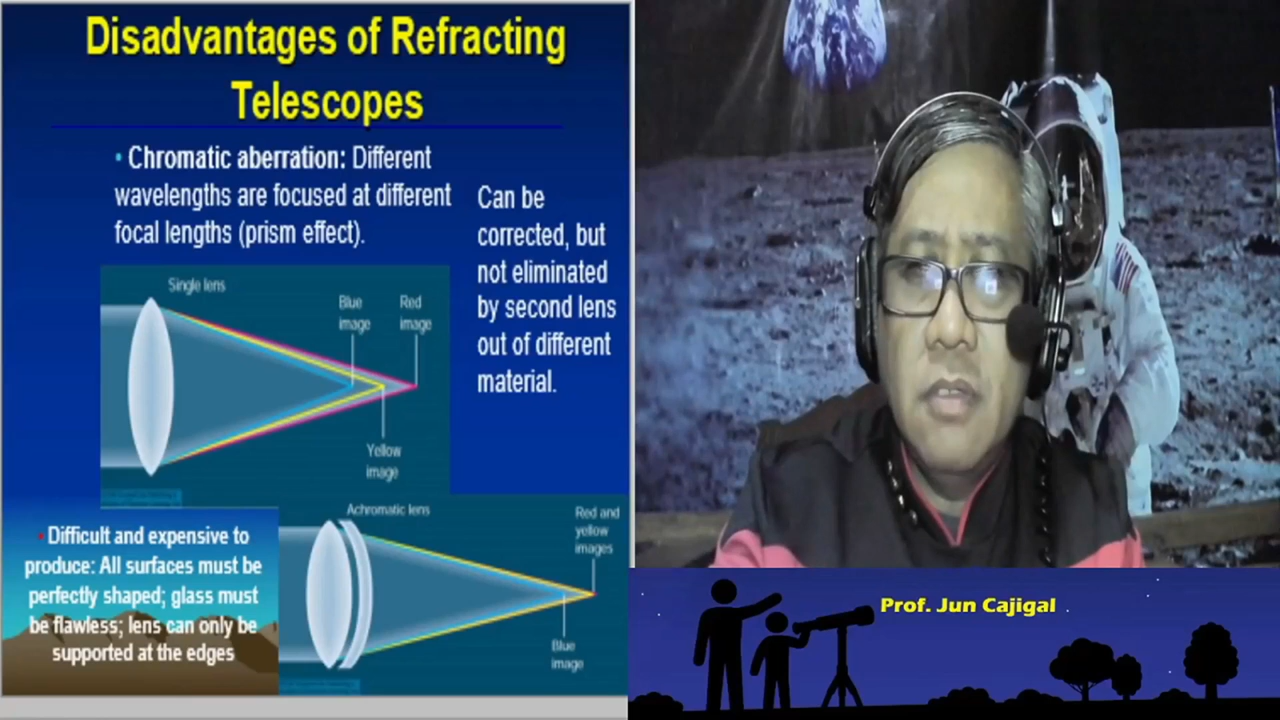 Disadvantages of Refracting
Telescopes
• Chromatic aberration: Different
wavelengths are focused at different
focal lengths (prism effect).
Can be
corrected, but
not eliminated
by second lens
out of different
material.
Single lens
Blue
image
Red
image
Yellow
image
• Difficult and expensive to
produce: All surfaces must be
perfectly shaped; glass must
be flawless; lens can only be
supported at the edges
Achromatic lens
Red and
yellow
images
Blue
image
Prof. Jun Cajigal